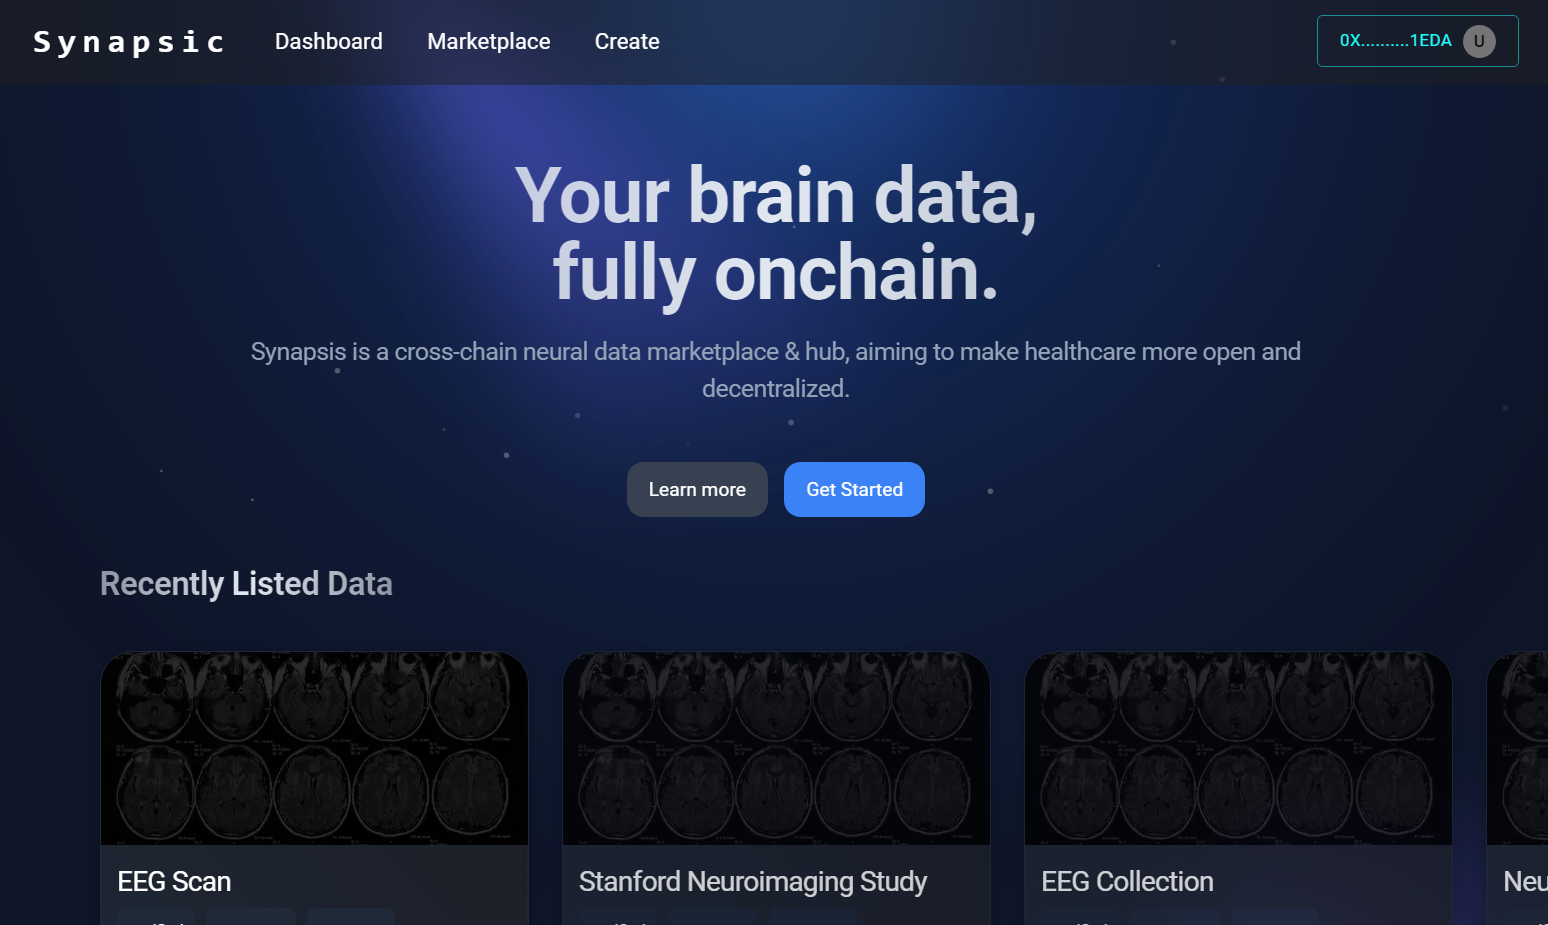 Synapsic
Dashboard
Marketplace
Create
0X..........1EDA
U
Your brain data,
fully onchain.
Synapsis is a cross-chain neural data marketplace & hub, aiming to make healthcare more open and
decentralized.
Learn more
Get Started
Recently Listed Data
EEG Scan
Stanford Neuroimaging Study
EEG Collection